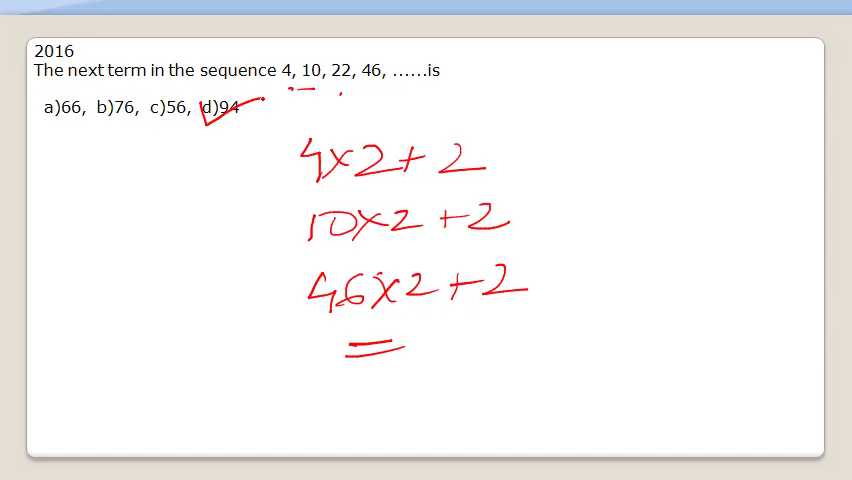 2016
The next term in the sequence 4, 10, 22, 46, ......is
a)66, b)76, c)56, d)94
4x2+2
10x2+2
46x2+2